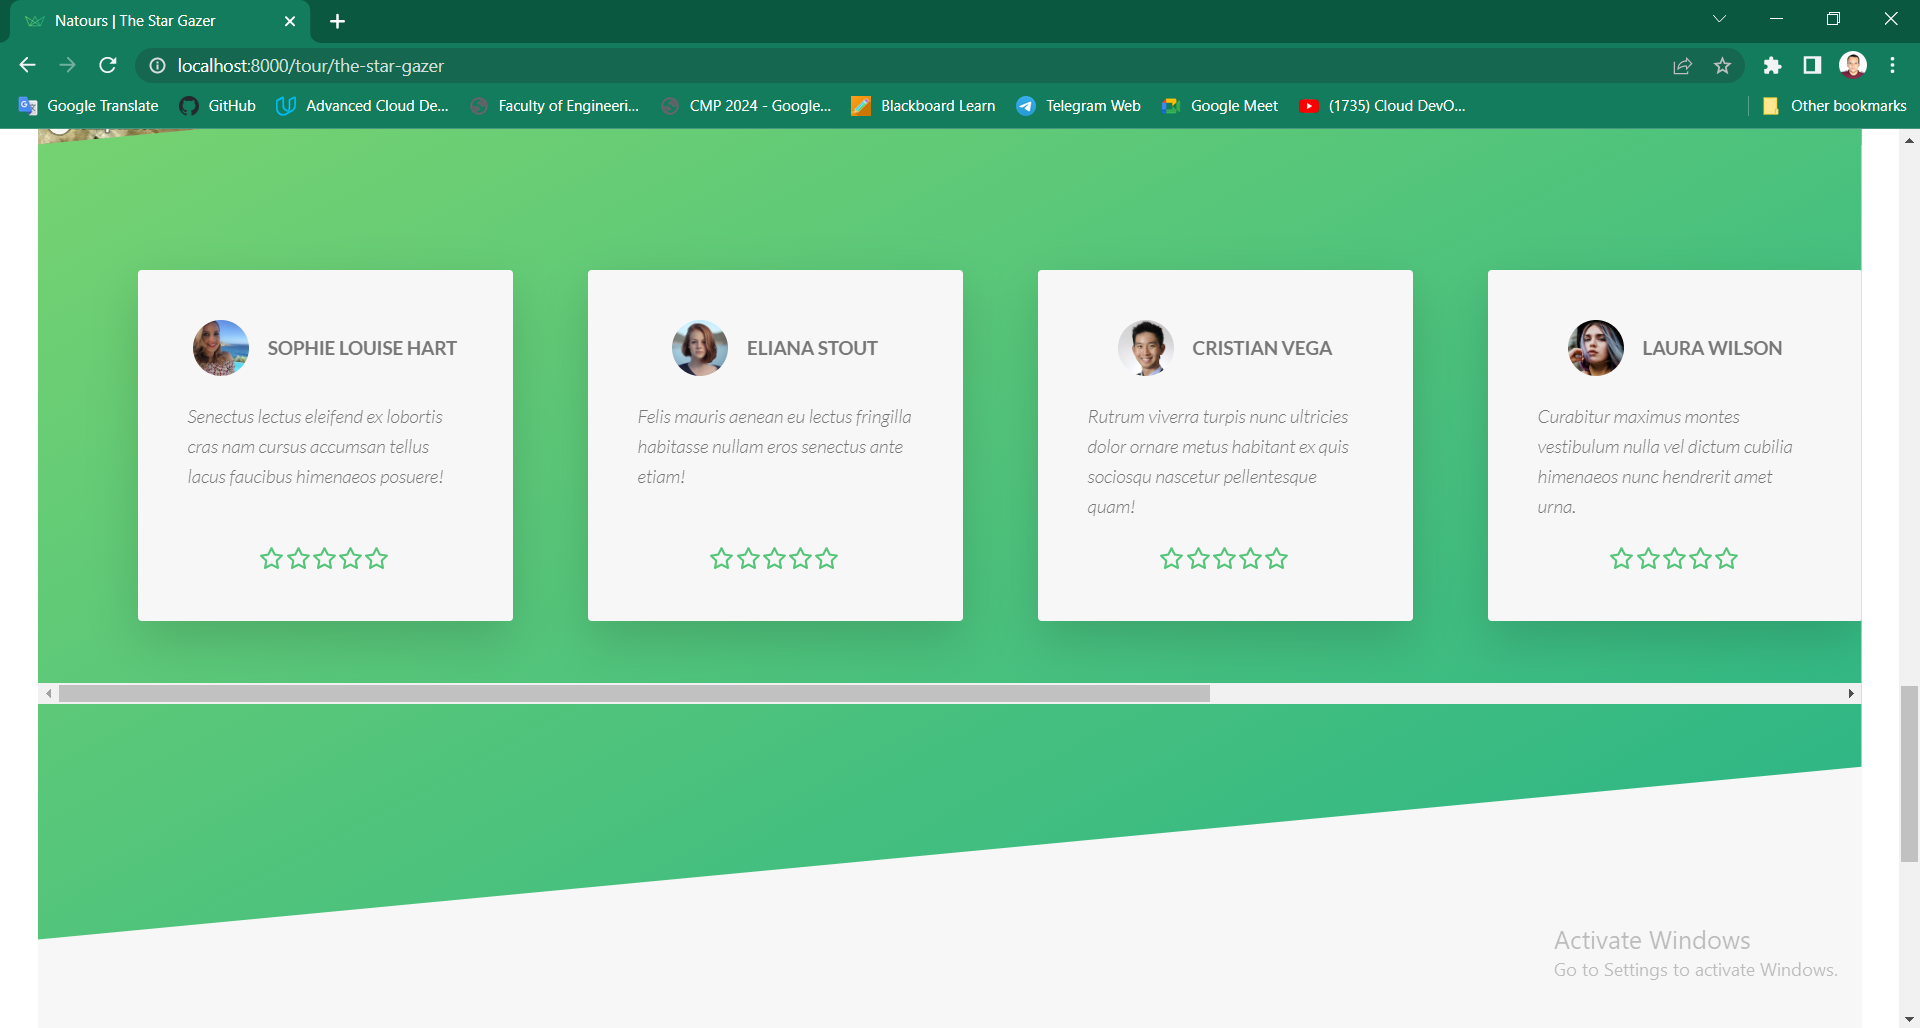 Natours | The Star Gazer
localhost:8000/tour/the-star-gazer
Google Translate
GitHub
Advanced Cloud De...
Faculty of Engineeri...
CMP 2024 - Google...
Blackboard Learn
Telegram Web
Google Meet
(1735) Cloud DevO...
Other bookmarks
SOPHIE LOUISE HART
Senectus lectus eleifend ex lobortis
cras nam cursus accumsan tellus
lacus faucibus himenaeos posuere!
ELIANA STOUT
Felis mauris aenean eu lectus fringilla
habitasse nullam eros senectus ante
etiam!
CRISTIAN VEGA
Rutrum viverra turpis nunc ultricies
dolor ornare metus habitant ex quis
sociosqu nascetur pellentesque
quam!
LAURA WILSON
Curabitur maximus montes
vestibulum nulla vel dictum cubilia
himenaeos nunc hendrerit amet
urna.
Activate Windows
Go to Settings to activate Windows.